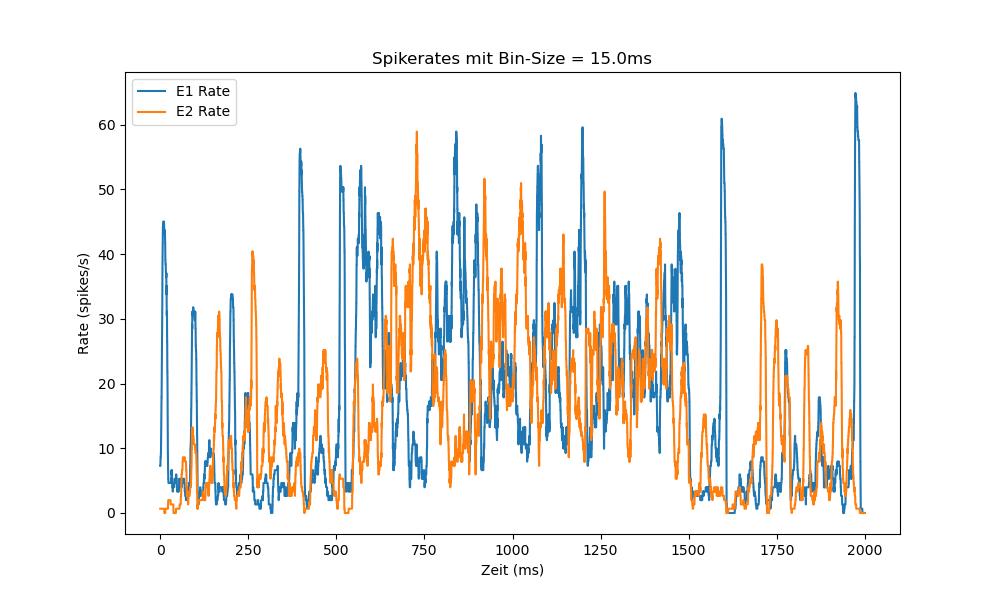 Spikerates mit Bin-Size = 15.0ms
E1 Rate
E2 Rate
Rate (spikes/s)
60
50
40
30
20
10
0
0 250 500 750 1000 1250 1500 1750 2000
Zeit (ms)